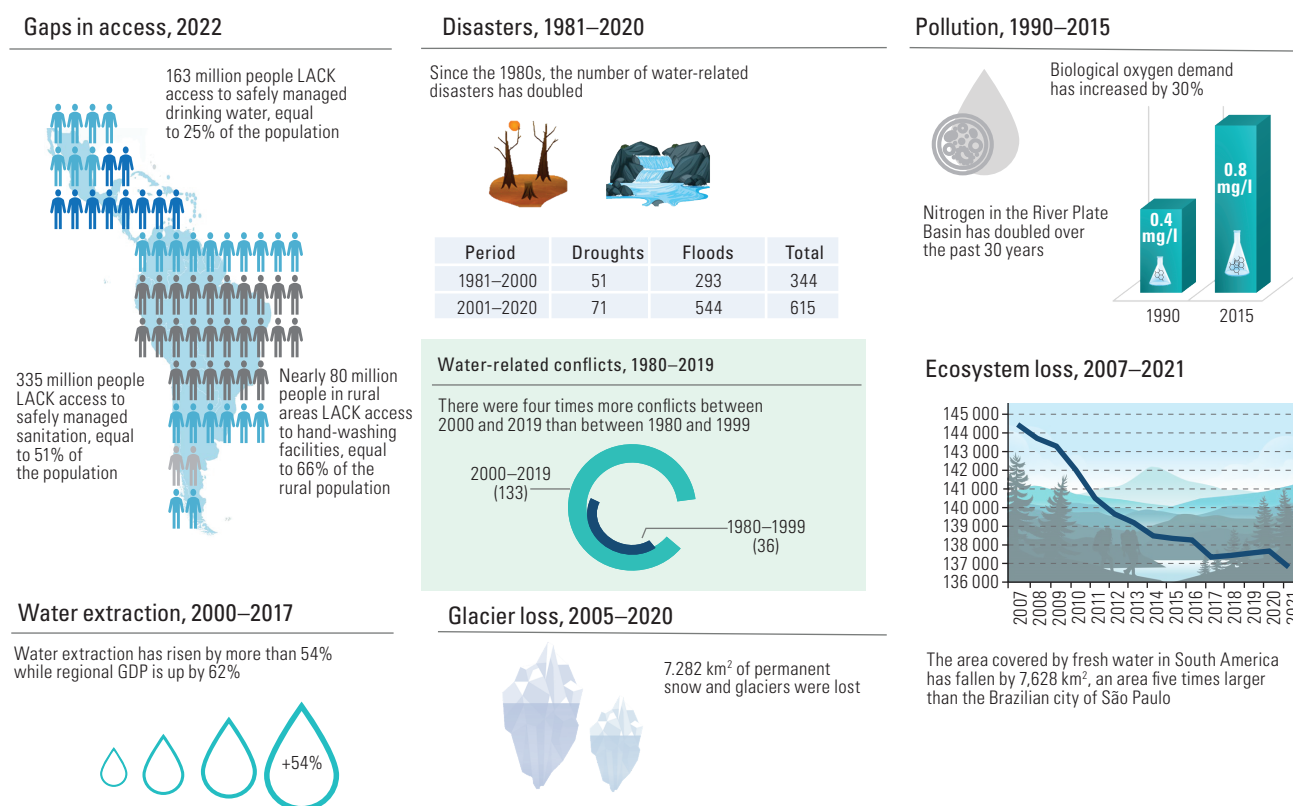 Gaps in access, 2022
163 million people LACK
access to safely managed
drinking water, equal
to 25% of the population
335 million people
LACK access to
safely managed
sanitation, equal
to 51% of
the population
Nearly 80 million
people in rural
areas LACK access
to hand-washing
facilities, equal
to 66% of the
rural population
Water extraction, 2000–2017
Water extraction has risen by more than 54%
while regional GDP is up by 62%
+54%
Disasters, 1981–2020
Since the 1980s, the number of water-related
disasters has doubled
Period Droughts Floods Total
1981–2000 51 293 344
2001–2020 71 544 615
Water-related conflicts, 1980–2019
There were four times more conflicts between
2000 and 2019 than between 1980 and 1999
2000–2019
(133)
1980–1999
(36)
Glacier loss, 2005–2020
7.282 km² of permanent
snow and glaciers were lost
Pollution, 1990–2015
Biological oxygen demand
has increased by 30%
Nitrogen in the River Plate
Basin has doubled over
the past 30 years
0.4
mg/l
0.8
mg/l
1990 2015
Ecosystem loss, 2007–2021
145 000
144 000
143 000
142 000
141 000
140 000
139 000
138 000
137 000
136 000
2007 2008 2009 2010 2011 2012 2013 2014 2015 2016 2017 2018 2019 2020 2021
The area covered by fresh water in South America
has fallen by 7,628 km², an area five times larger
than the Brazilian city of São Paulo